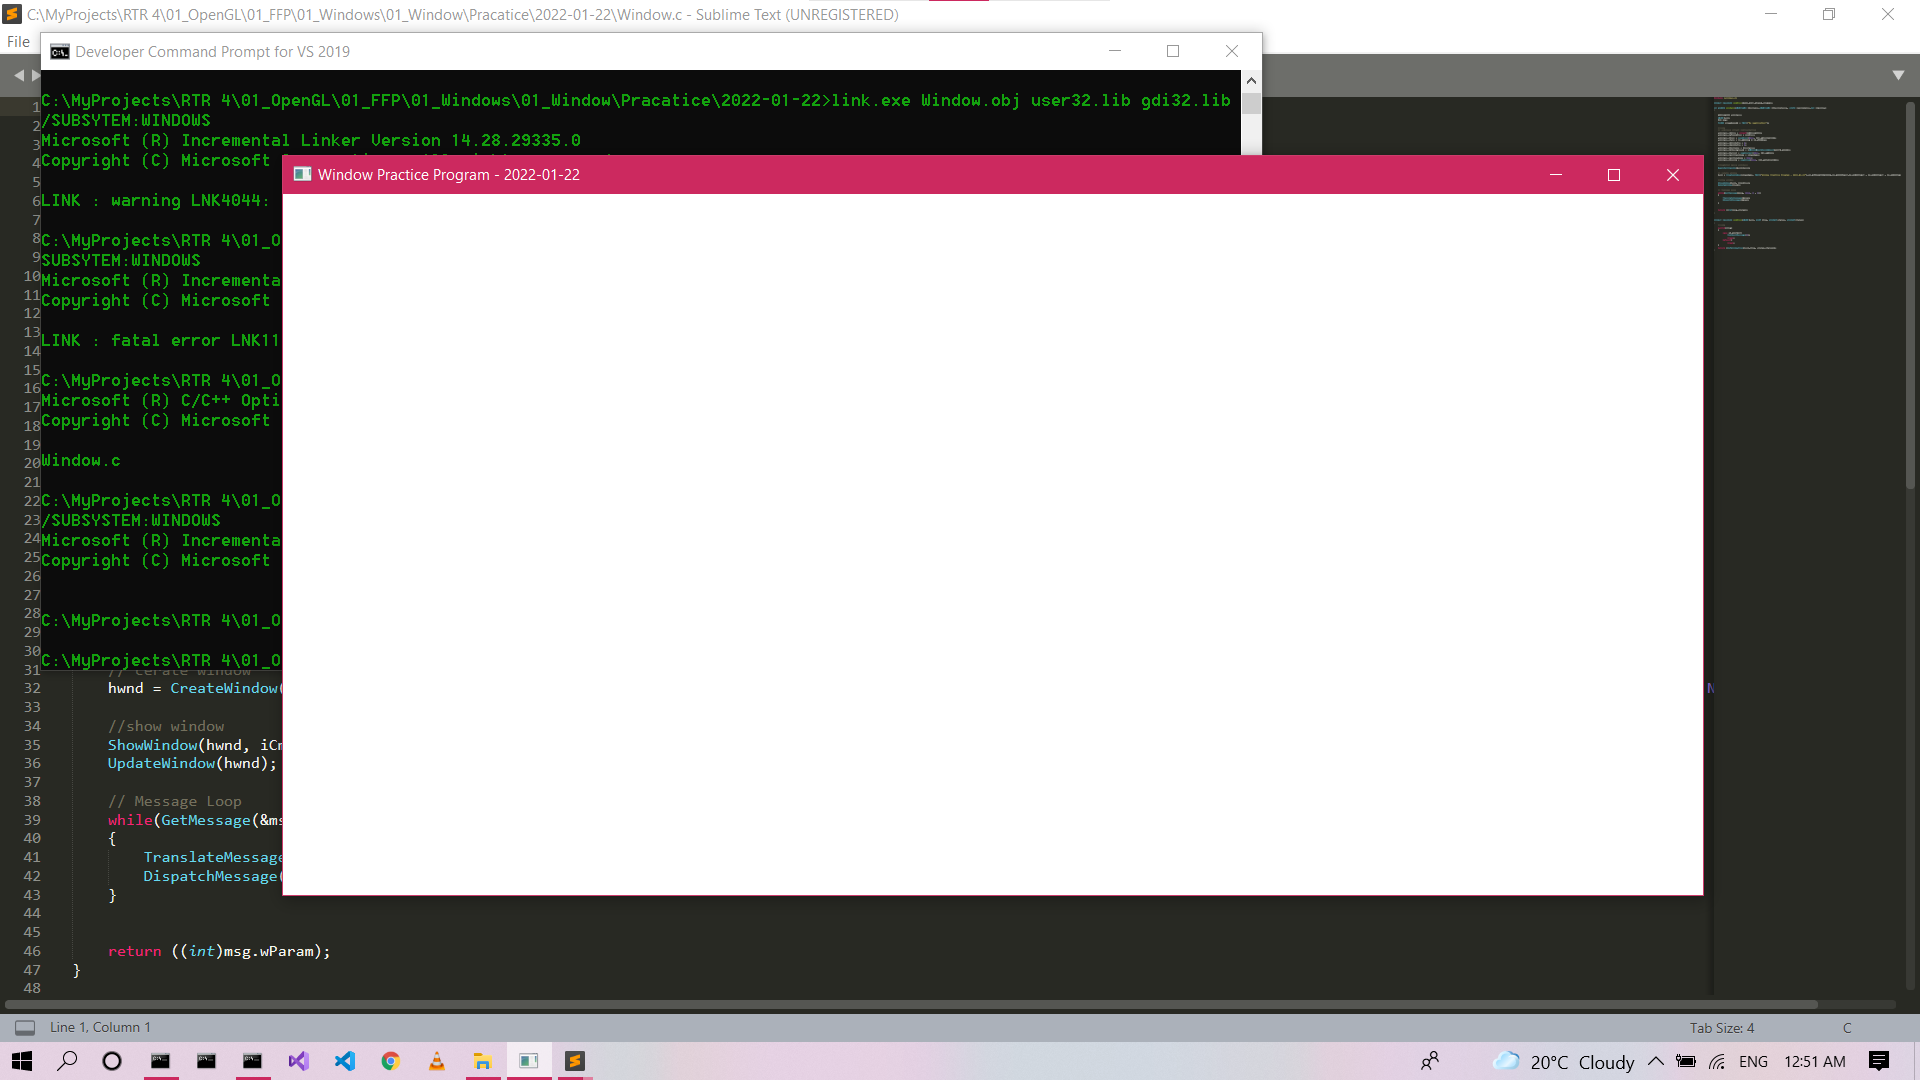 C:\MyProjects\RTR 4\01_OpenGL\01_FFP\01_Windows\01_Window\Pracatice\2022-01-22\Window.c - Sublime Text (UNREGISTERED)
File
Developer Command Prompt for VS 2019
C:\MyProjects\RTR 4\01_OpenGL\01_FFP\01_Windows\01_Window\Pracatice\2022-01-22>link.exe Window.obj user32.lib gdi32.lib
/SUBSYTEM:WINDOWS
Microsoft (R) Incremental Linker Version 14.28.29335.0
Copyright (C) Microsoft
Window Practice Program - 2022-01-22
LINK : warning LNK4044:
C:\MyProjects\RTR 4\01_O
SUBSYTEM:WINDOWS
Microsoft (R) Incrementa
Copyright (C) Microsoft
LINK : fatal error LNK11
C:\MyProjects\RTR 4\01_O
Microsoft (R) C/C++ Opti
Copyright (C) Microsoft
Window.c
C:\MyProjects\RTR 4\01_O
/SUBSYSTEM:WINDOWS
Microsoft (R) Incrementa
Copyright (C) Microsoft
C:\MyProjects\RTR 4\01_O
C:\MyProjects\RTR 4\01_O
1
2
3
4
5
6
7
8
9
10
11
12
13
14
15
16
17
18
19
20
21
22
23
24
25
26
27
28
29
30
31 // cerate window
32 hwnd = CreateWindow(
33
34 //show window
35 ShowWindow(hwnd, iCm
36 UpdateWindow(hwnd);
37
38 // Message Loop
39 while(GetMessage(&ms
40 {
41 TranslateMessage
42 DispatchMessage(
43 }
44
45
46 return ((int)msg.wParam);
47 }
48
Line 1, Column 1
Tab Size: 4
C
20°C Cloudy
ENG
12:51 AM